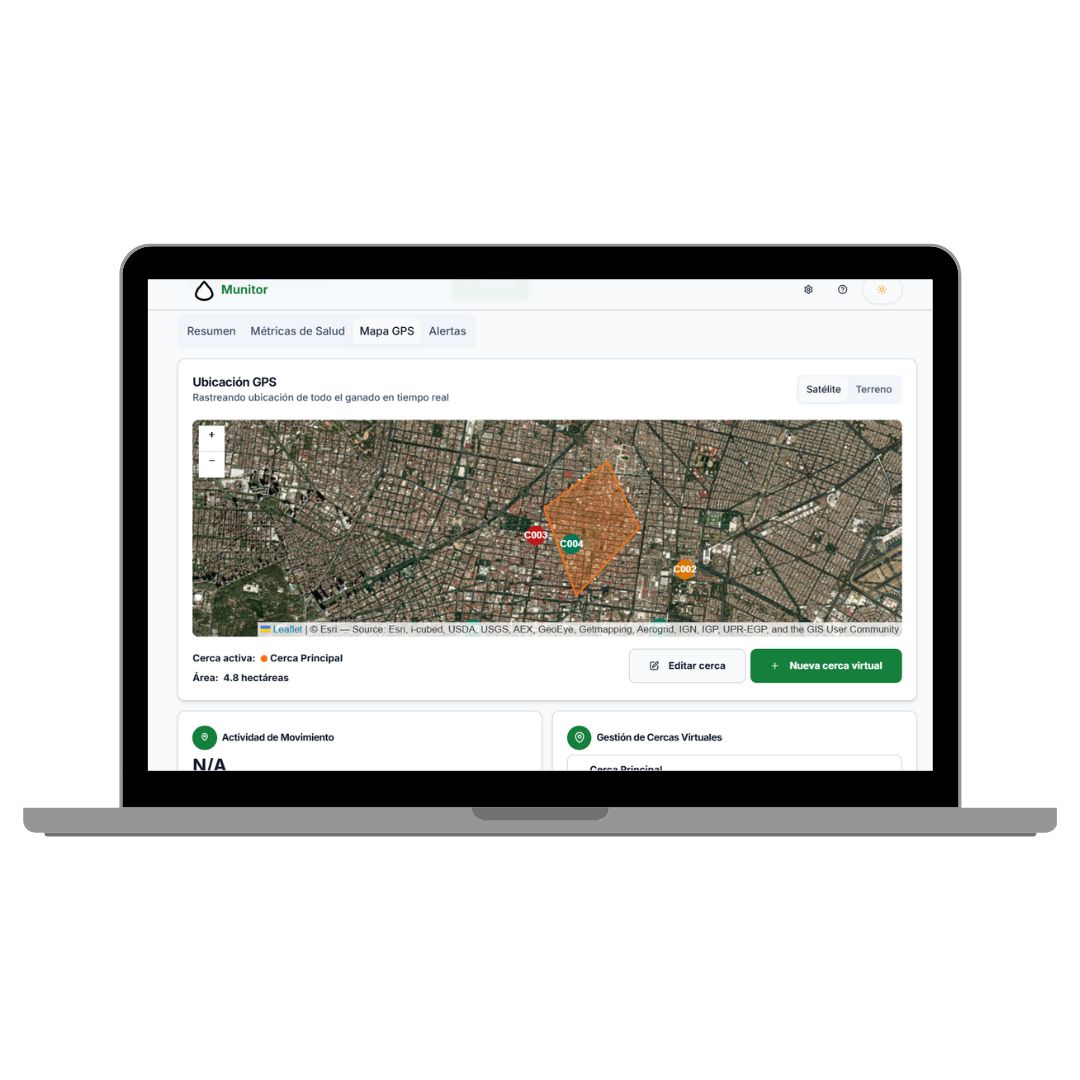 Munitor
Resumen Métricas de Salud Mapa GPS Alertas
Ubicación GPS
Rastreando ubicación de todo el ganado en tiempo real
Satélite Terreno
+
−
C003
C004
C002
Leaflet | © Esri — Source: Esri, i-cubed, USDA, USGS, AEX, GeoEye, Getmapping, Aerogrid, IGN, IGP, UPR-EGP, and the GIS User Community
Cerca activa: Cerca Principal
Área: 4.8 hectáreas
Editar cerca
+ Nueva cerca virtual
Actividad de Movimiento
N/A
Gestión de Cercas Virtuales
Cerca Principal